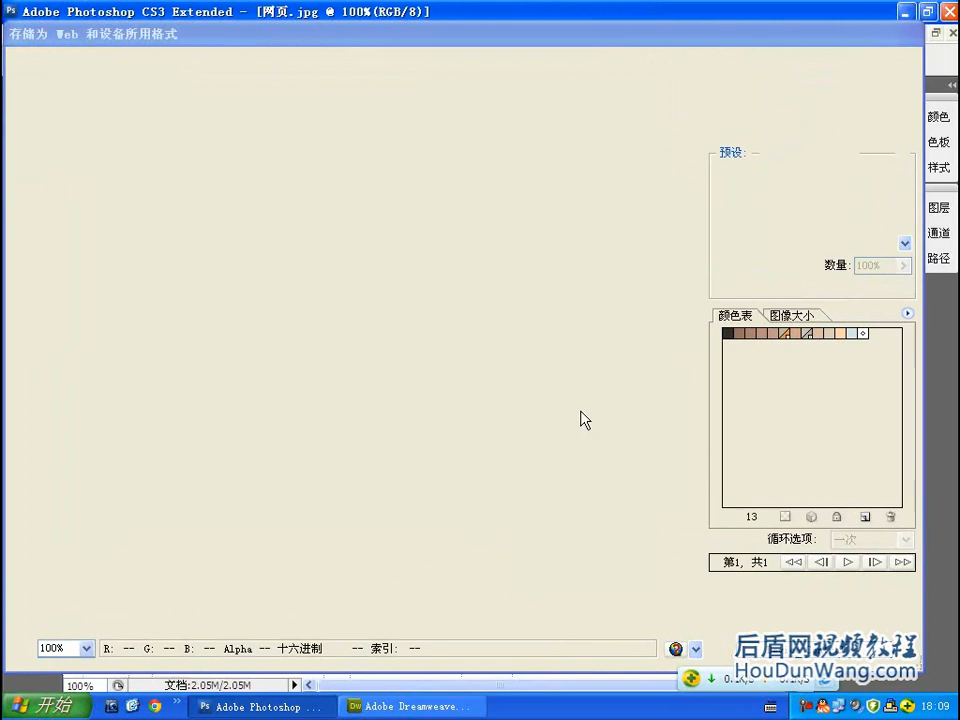 Adobe Photoshop CS3 Extended - [网页.jpg @ 100%(RGB/8)]
存储为 Web 和设备所用格式
颜色
色板
样式
图层
通道
路径
预设:
数量: 100%
颜色表 图像大小
13
循环选项: 一次
第1, 共1
100% R: -- G: -- B: -- Alpha -- 十六进制 -- 索引: --
后盾网视频教程
HouDunWang.com
100% 文档:2.05M/2.05M
开始 Adobe Photoshop ... Adobe Dreamweave... 18:09